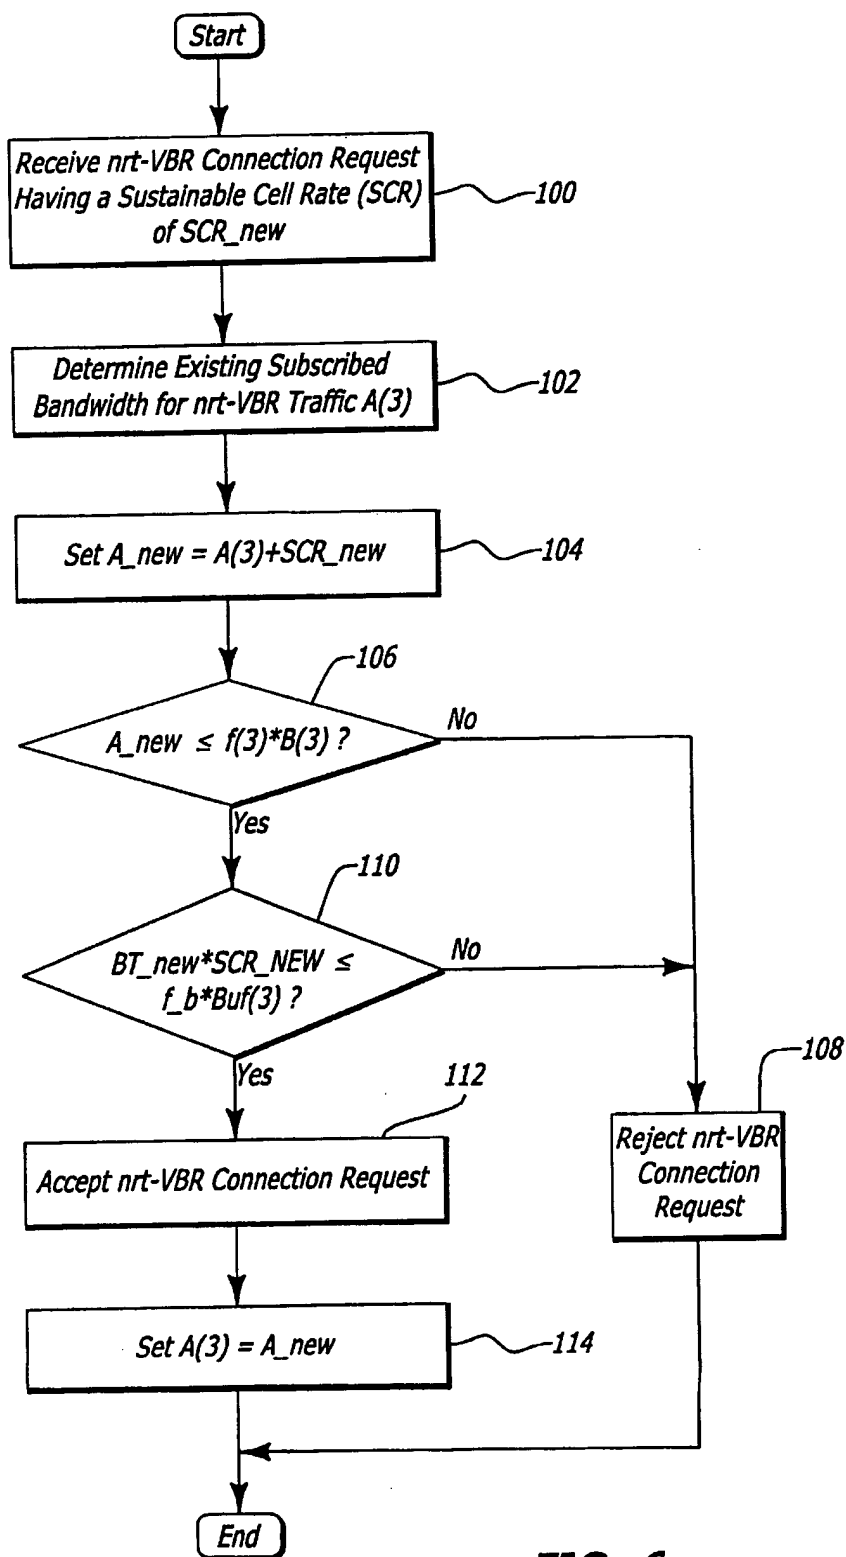 Start
Receive nrt-VBR Connection Request
Having a Sustainable Cell Rate (SCR)
of SCR_new
100
Determine Existing Subscribed
Bandwidth for nrt-VBR Traffic A(3)
102
Set A_new = A(3)+SCR_new
104
106
A_new ≤ f(3)*B(3) ?
No
Yes
110
BT_new*SCR_NEW ≤
f_b*Buf(3) ?
No
Yes
108
Reject nrt-VBR
Connection
Request
112
Accept nrt-VBR Connection Request
Set A(3) = A_new
114
End